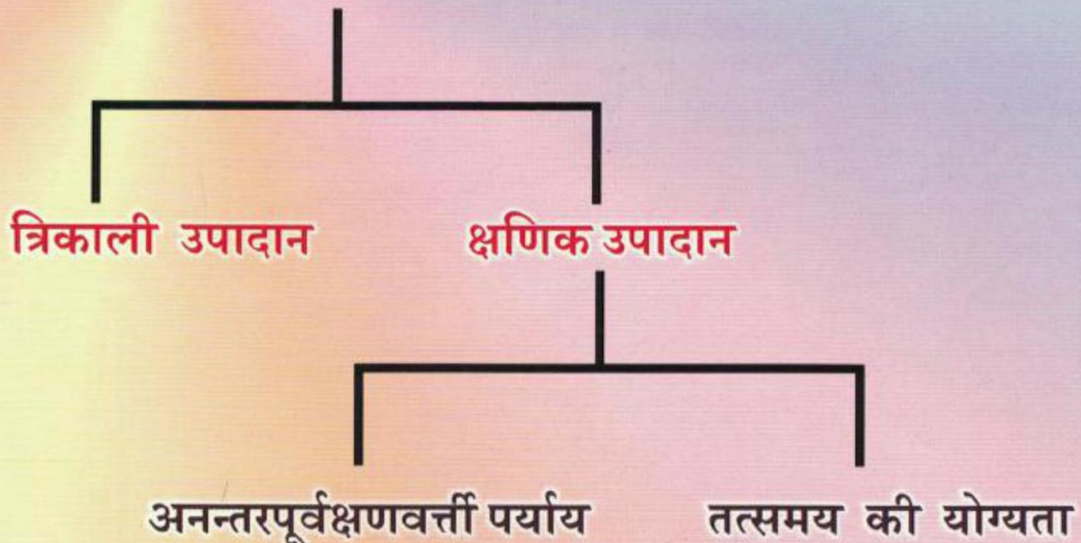 त्रिकाली उपादान क्षणिक उपादान
अनन्तरपूर्वक्षणवर्त्ती पर्याय तत्समय की योग्यता